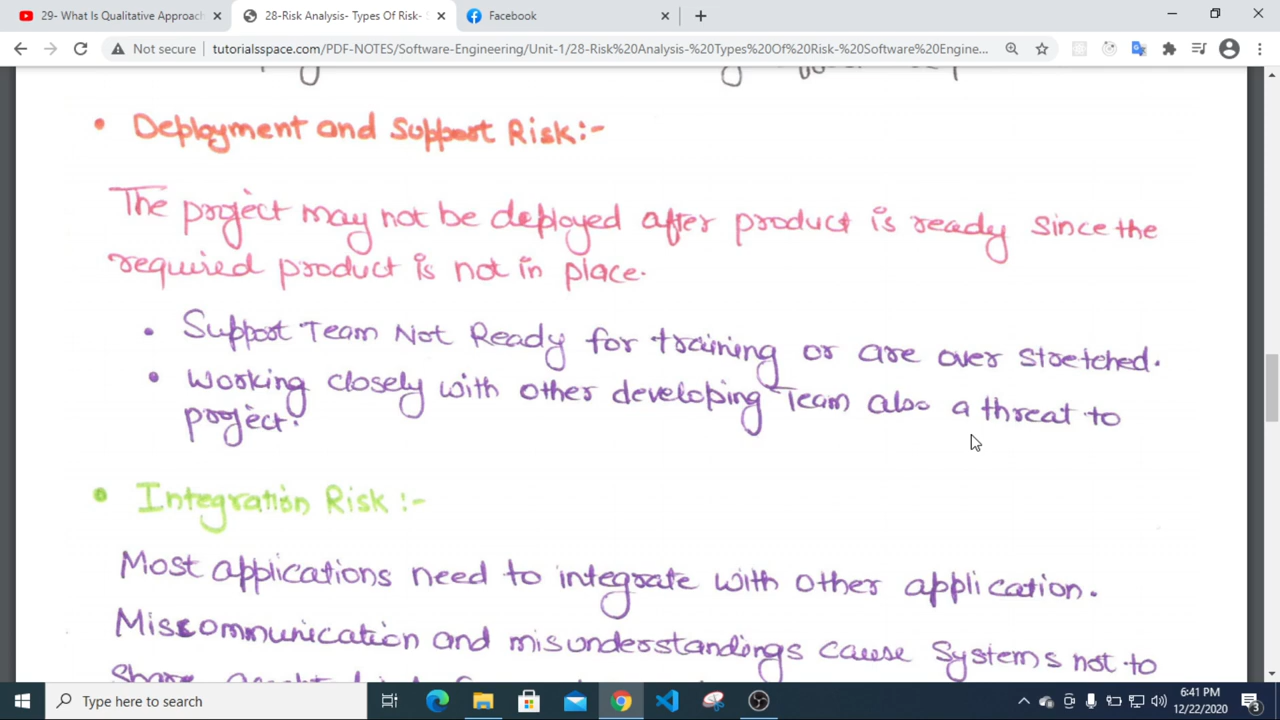 29- What Is Qualitative Approach
28-Risk Analysis- Types Of Risk-
Facebook
Not secure
tutorialsspace.com/PDF-NOTES/Software-Engineering/Unit-1/28-Risk%20Analysis-%20Types%20Of%20Risk-%20Software%20Engine...
• Deployment and Support Risk:-
The project may not be deployed after product is ready since the
required product is not in place.
• Support Team Not Ready for training or are over stretched.
• Working closely with other developing Team also a threat to
project.
• Integration Risk:-
Most applications need to integrate with other application.
Miscommunication and misunderstandings cause Systems not to
Type here to search
6:41 PM
12/22/2020
3